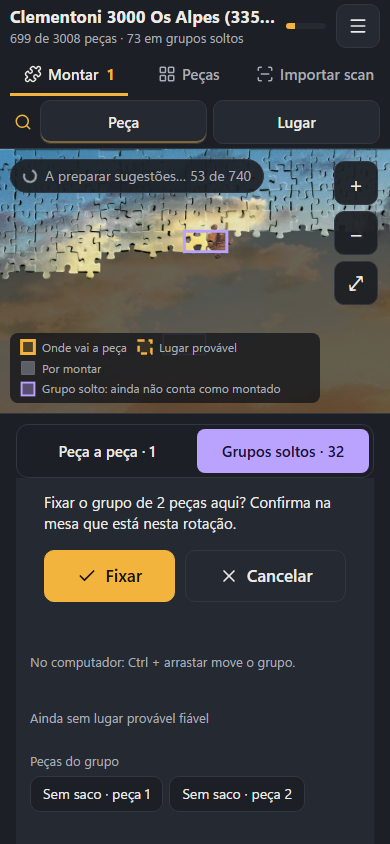 Clementoni 3000 Os Alpes (335...
699 de 3008 peças · 73 em grupos soltos
Montar 1
Peças
Importar scan
Peça
Lugar
A preparar sugestões... 53 de 740
+
−
Onde vai a peça
Lugar provável
Por montar
Grupo solto: ainda não conta como montado
Peça a peça · 1
Grupos soltos · 32
Fixar o grupo de 2 peças aqui? Confirma na
mesa que está nesta rotação.
Fixar
Cancelar
No computador: Ctrl + arrastar move o grupo.
Ainda sem lugar provável fiável
Peças do grupo
Sem saco · peça 1
Sem saco · peça 2